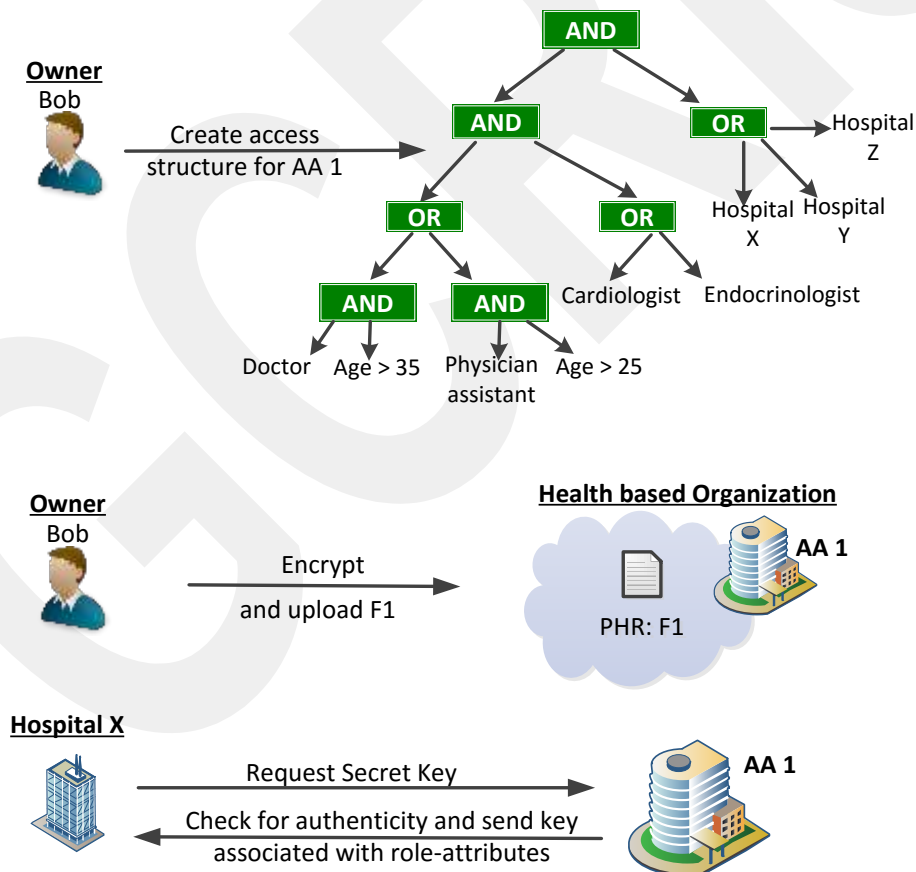 AND
Owner
Bob
AND
OR
Hospital
Z
Create access
structure for AA 1
OR
OR
Hospital
X
Hospital
Y
AND
AND
Cardiologist
Endocrinologist
Doctor
Age > 35
Physician
assistant
Age > 25
Owner
Bob
Health based Organization
AA 1
Encrypt
and upload F1
PHR: F1
Hospital X
Request Secret Key
AA 1
Check for authenticity and send key
associated with role-attributes